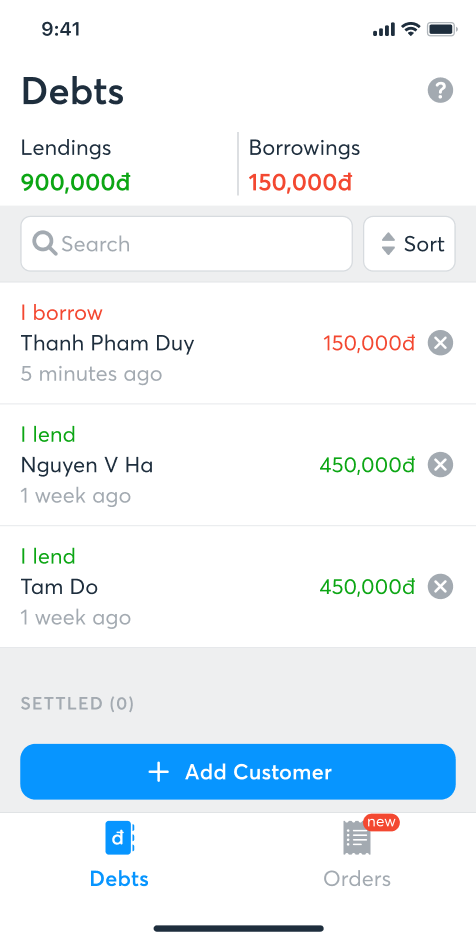 9:41
Debts
?
Lendings
Borrowings
900,000đ
150,000đ
Search
Sort
I borrow
Thanh Pham Duy
150,000đ
5 minutes ago
I lend
Nguyen V Ha
450,000đ
1 week ago
I lend
Tam Do
450,000đ
1 week ago
SETTLED (0)
+ Add Customer
đ
new
Debts
Orders